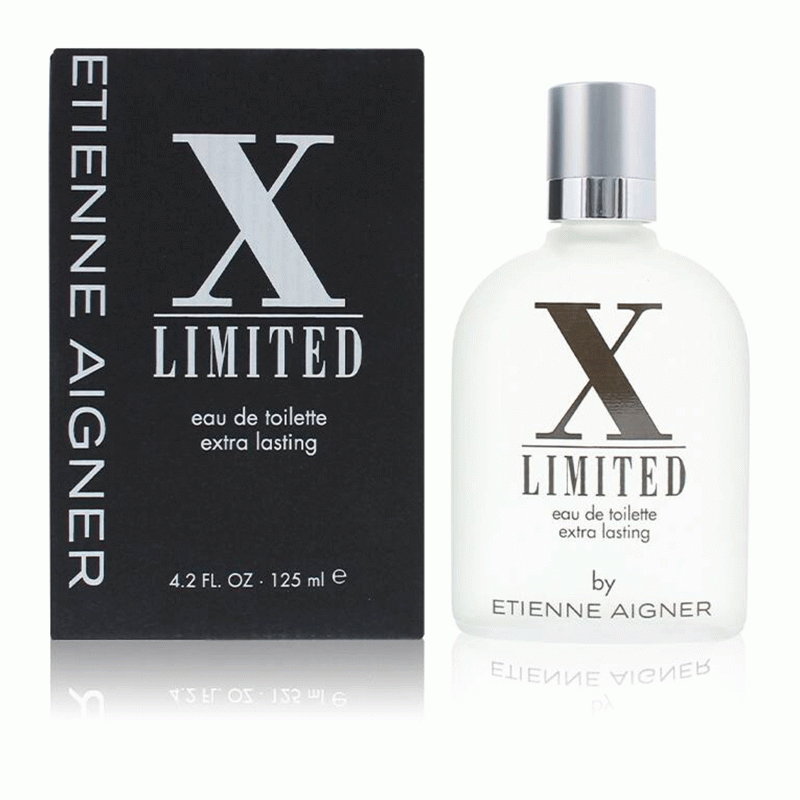 ETIENNE AIGNER
X
LIMITED
eau de toilette
extra lasting
4.2 FL. OZ · 125 ml ℮
X
LIMITED
eau de toilette
extra lasting
by
ETIENNE AIGNER